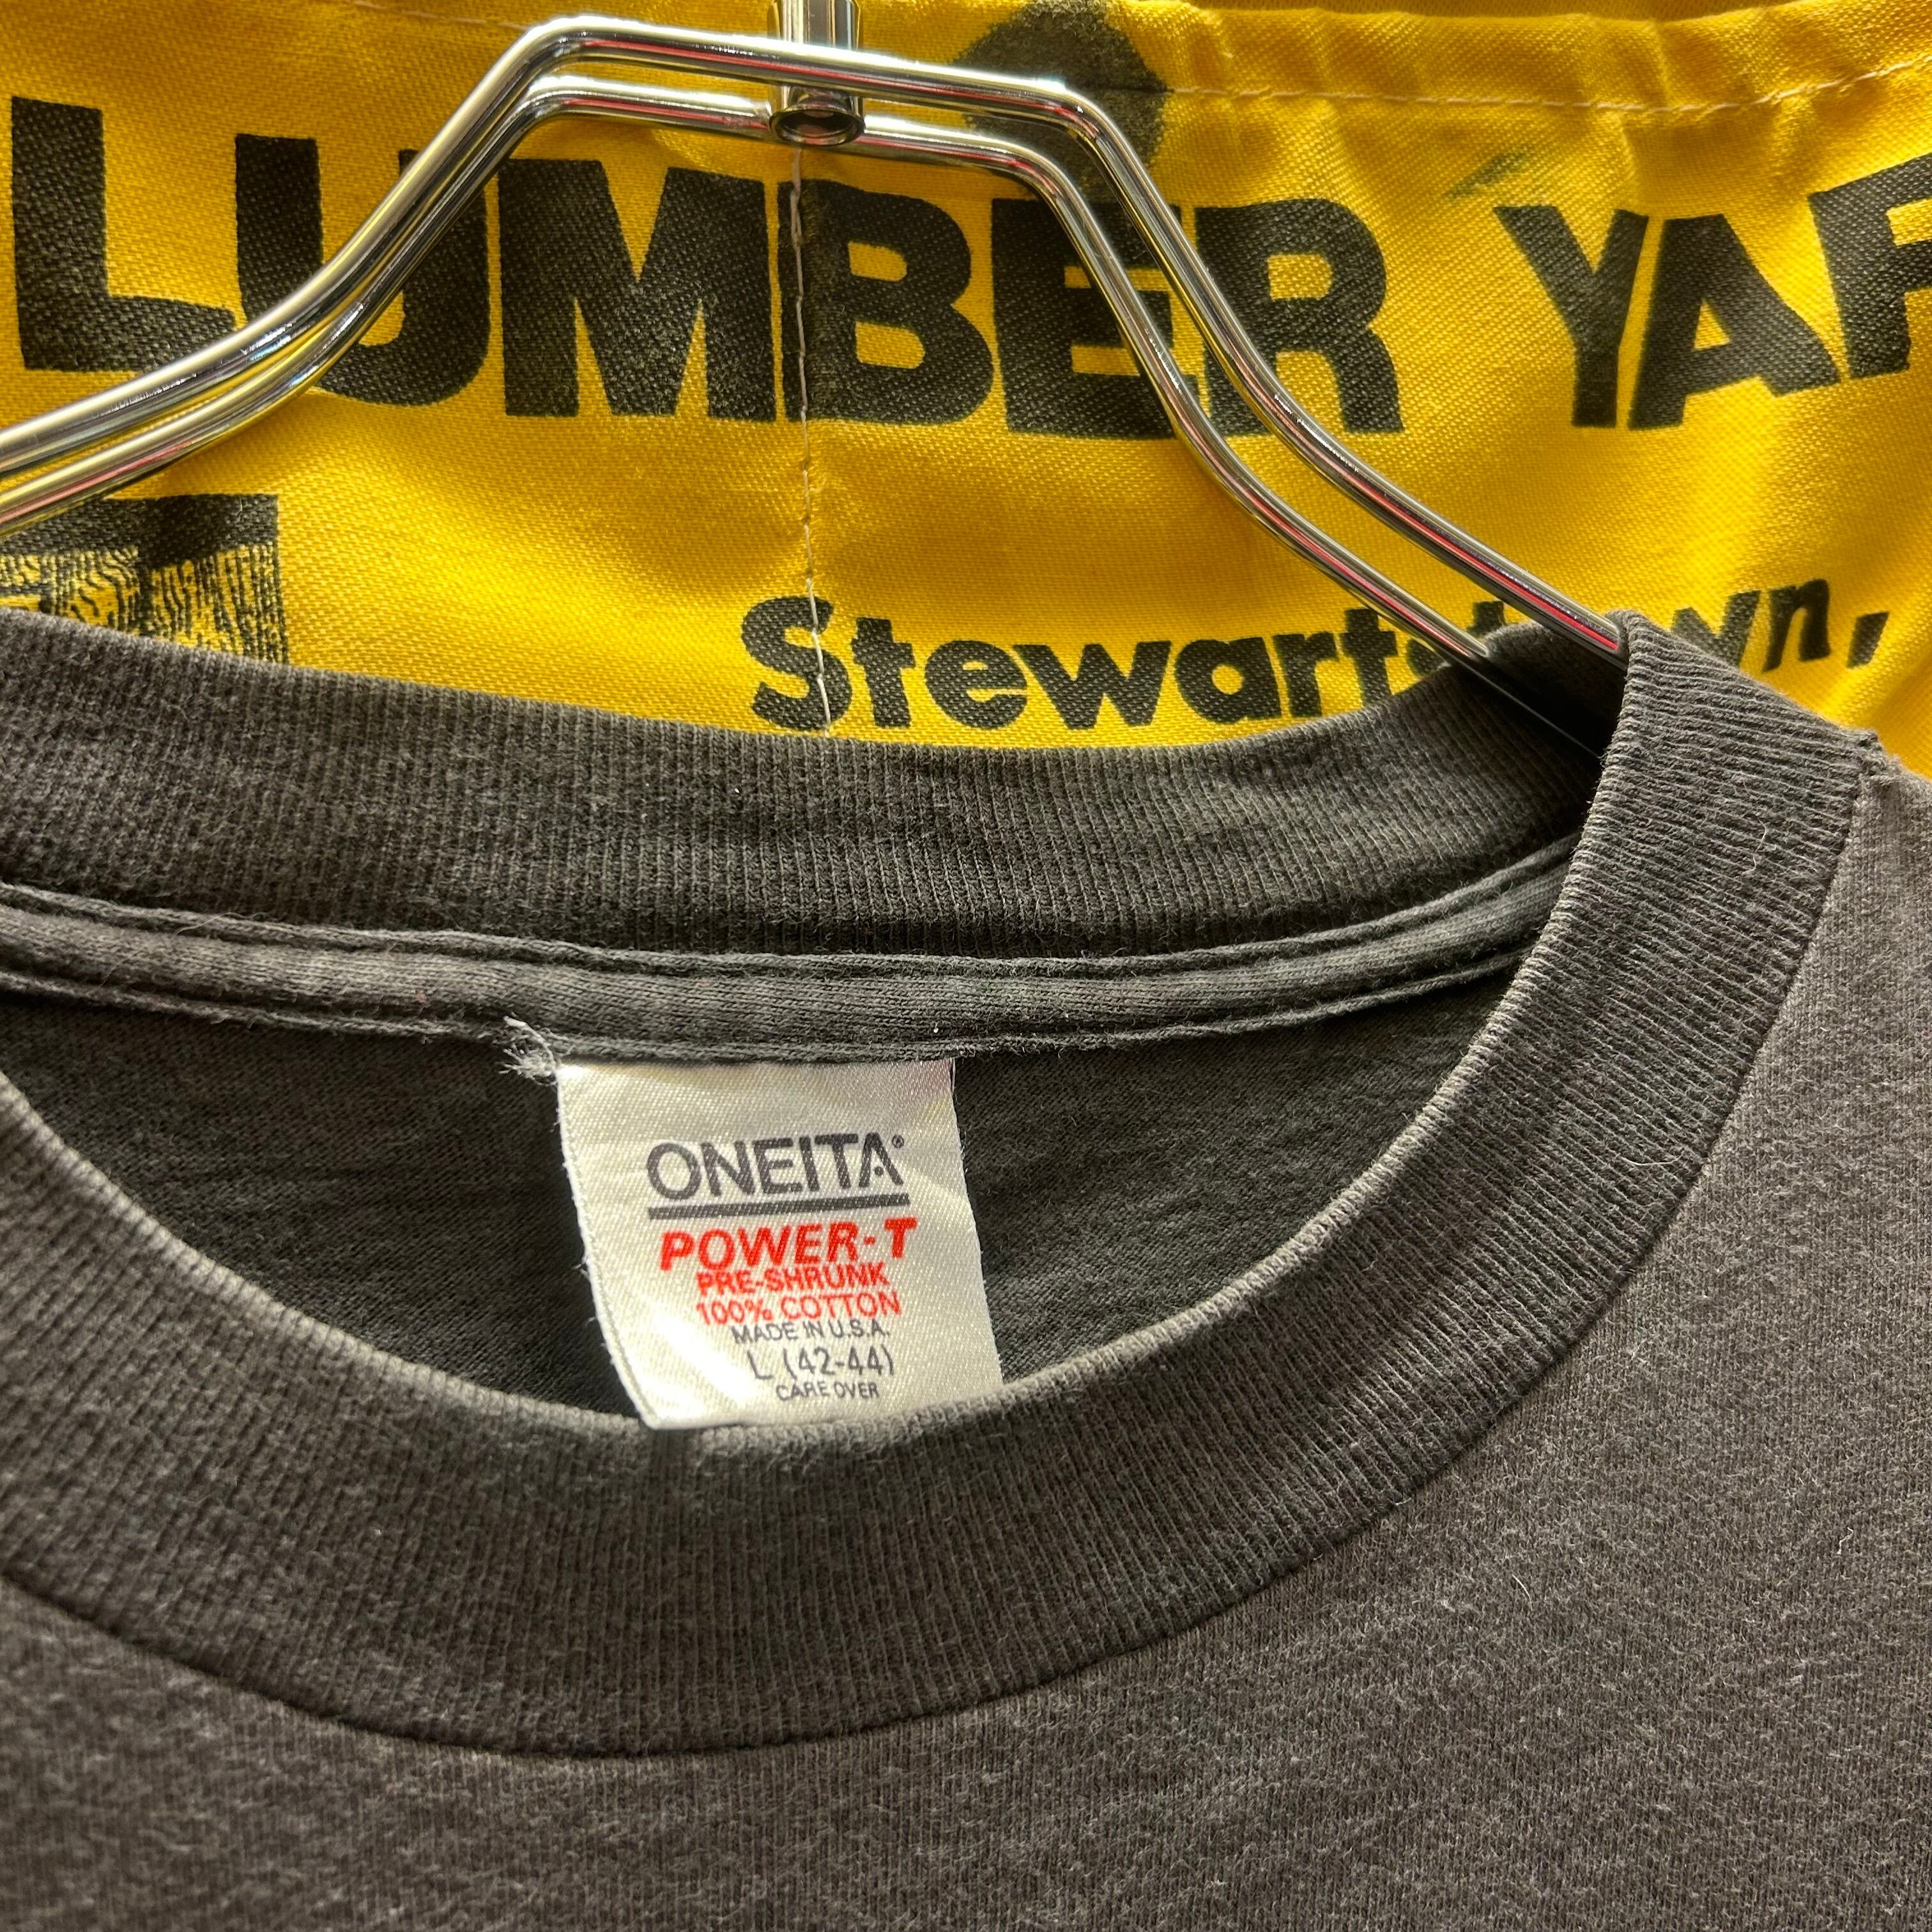 LUMBER YAR
Stewartstown,
ONEITA®
POWER-T
PRE-SHRUNK
100% COTTON
MADE IN U.S.A.
L (42-44)
CARE OVER